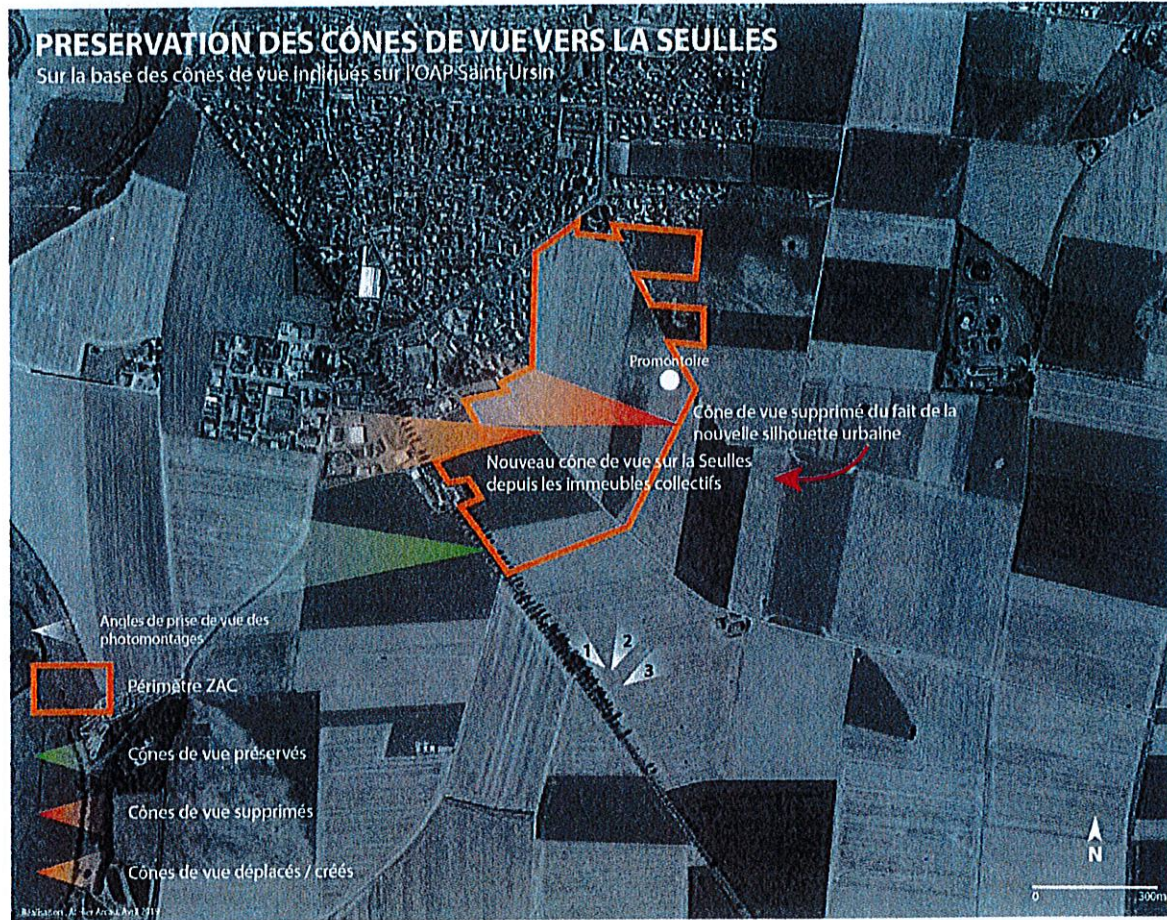 PRESERVATION DES CÔNES DE VUE VERS LA SEULLES
Sur la base des cônes de vue indiqués sur l'OAP Saint-Ursin
Promontoire
Cône de vue supprimé du fait de la
nouvelle silhouette urbaine
Nouveau cône de vue sur la Seulles
depuis les immeubles collectifs
1
2
3
Angles de prise de vue des
photomontages
Périmètre ZAC
Cônes de vue préservés
Cônes de vue supprimés
Cônes de vue déplacés / créés
N
0 300m
Réalisation : Avril 2019